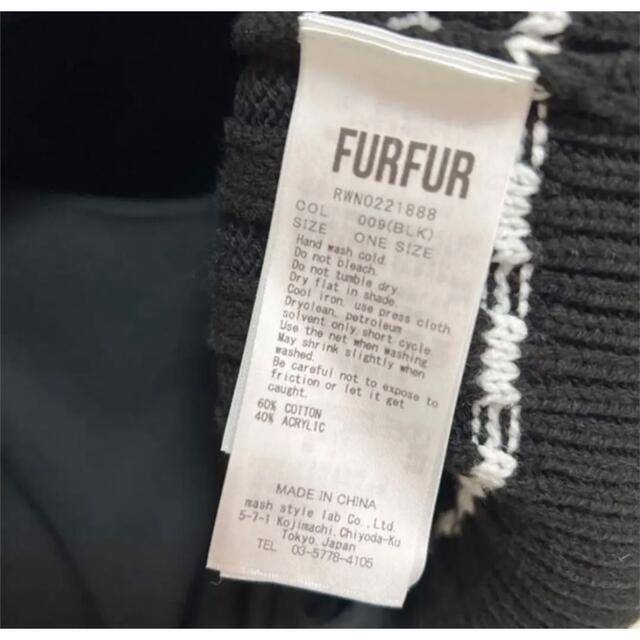 FURFUR
RWN0221888
COL 009(BLK)
SIZE ONE SIZE
Hand wash cold.
Do not bleach.
Do not tumble dry.
Dry flat in shade.
Cool iron, use press cloth.
Dryclean, petroleum
solvent only, short cycle.
Use the net when washing.
May shrink slightly when
washed.
Be careful not to expose to
friction or let it get
caught.
60% COTTON
40% ACRYLIC
MADE IN CHINA
mash style lab Co., Ltd.
5-7-1 Kojimachi, Chiyoda-Ku
Tokyo, Japan
TEL 03-5778-4105